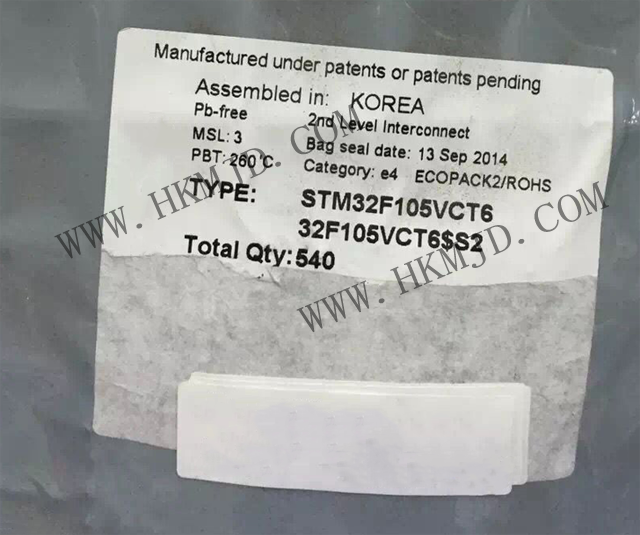 Manufactured under patents or patents pending
Assembled in: KOREA
Pb-free 2nd Level Interconnect
MSL: 3 Bag seal date: 13 Sep 2014
PBT: 260°C Category: e4 ECOPACK2/ROHS
TYPE: STM32F105VCT6
32F105VCT6$S2
Total Qty: 540
WWW.HKMJD.COM
WWW.HKMJD.COM